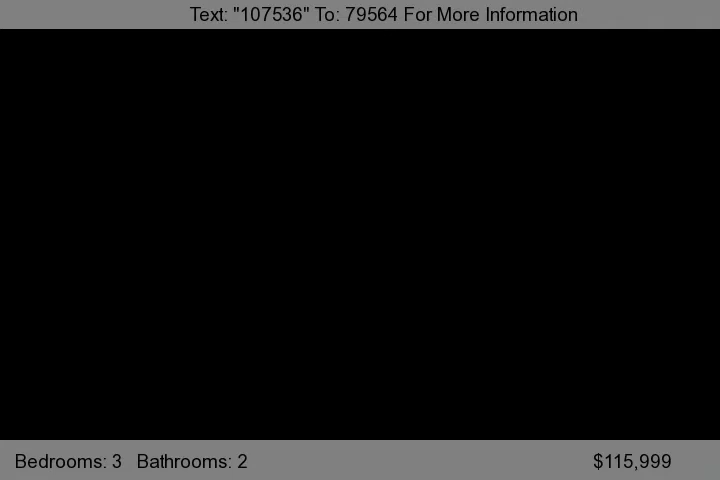 Text: "107536" To: 79564 For More Information
Bedrooms: 3 Bathrooms: 2 $115,999